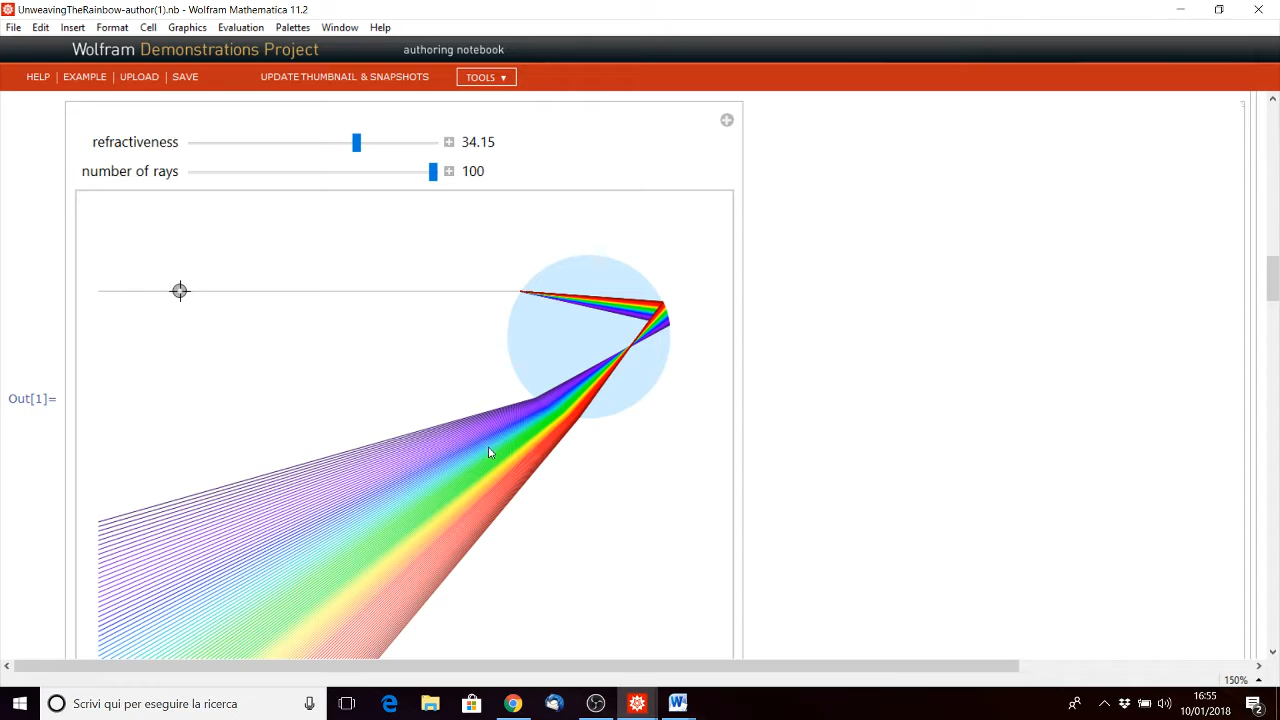 UnweavingTheRainbow-author(1).nb - Wolfram Mathematica 11.2
File Edit Insert Format Cell Graphics Evaluation Palettes Window Help
Wolfram Demonstrations Project authoring notebook
HELP | EXAMPLE | UPLOAD | SAVE UPDATE THUMBNAIL & SNAPSHOTS TOOLS ▼
refractiveness 34.15
number of rays 100
Out[1]=
150%
Scrivi qui per eseguire la ricerca
16:55
10/01/2018
2